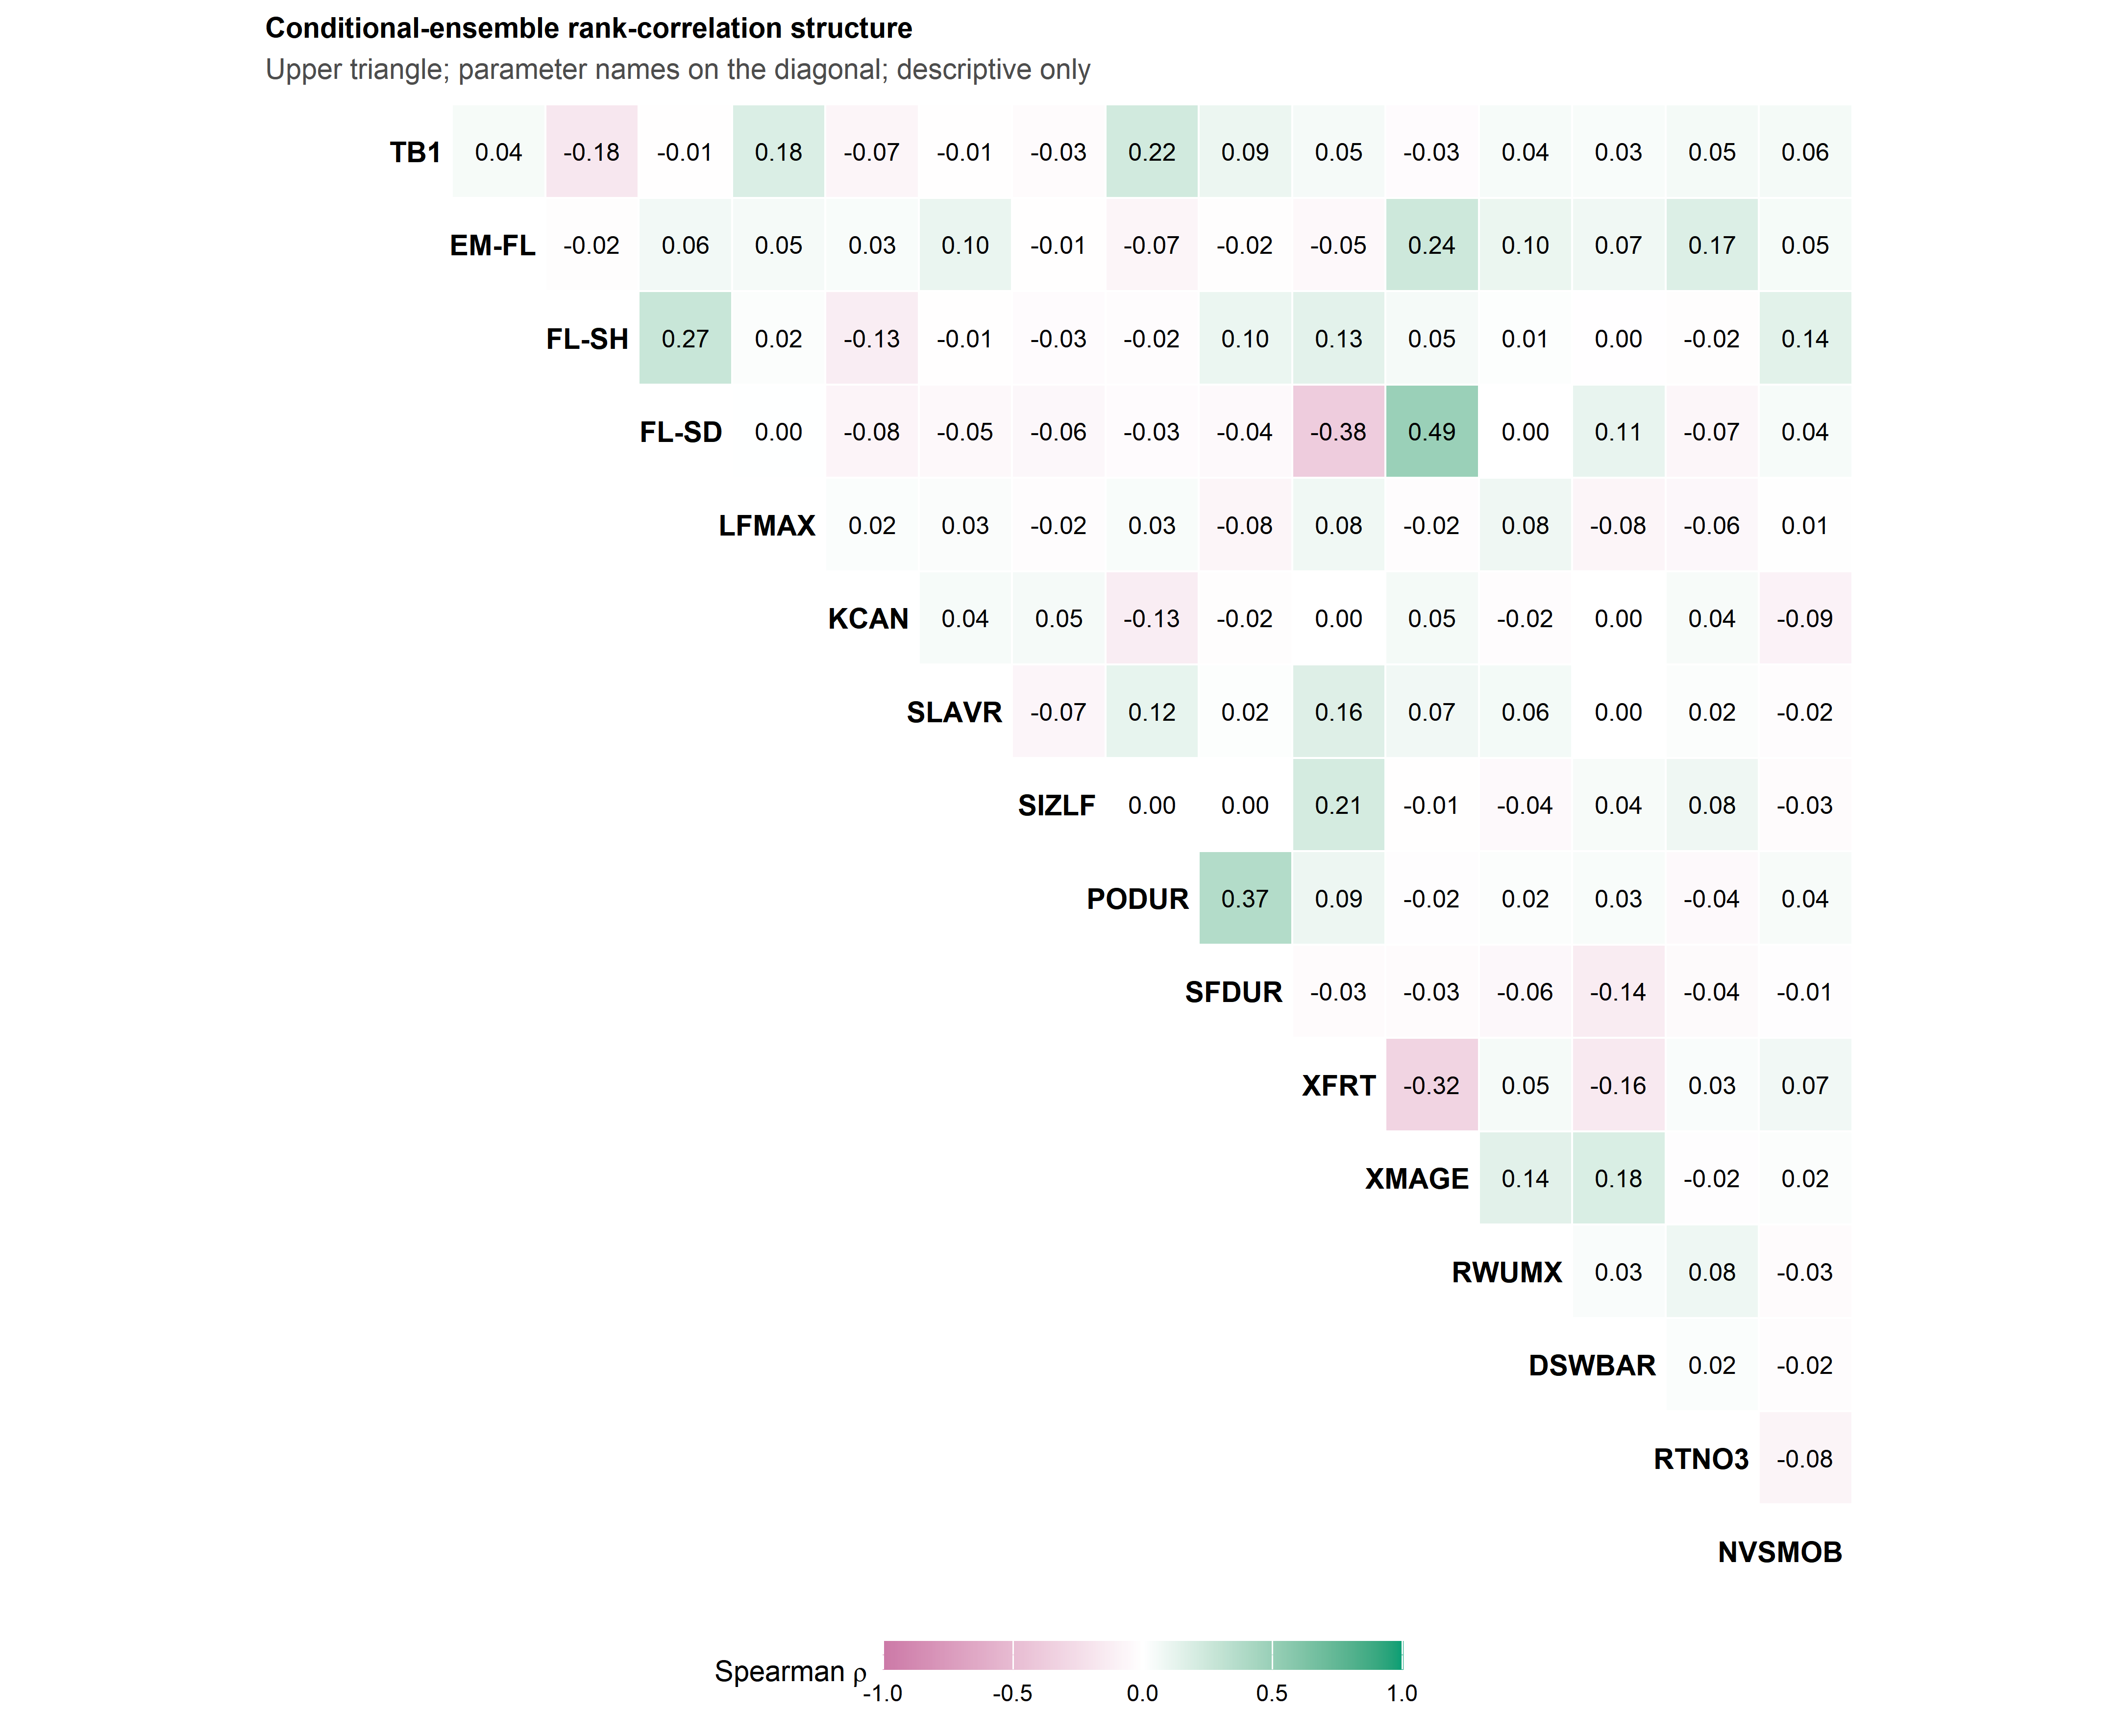 Conditional-ensemble rank-correlation structure
Upper triangle; parameter names on the diagonal; descriptive only
TB1 0.04 -0.18 -0.01 0.18 -0.07 -0.01 -0.03 0.22 0.09 0.05 -0.03 0.04 0.03 0.05 0.06
EM-FL -0.02 0.06 0.05 0.03 0.10 -0.01 -0.07 -0.02 -0.05 0.24 0.10 0.07 0.17 0.05
FL-SH 0.27 0.02 -0.13 -0.01 -0.03 -0.02 0.10 0.13 0.05 0.01 0.00 -0.02 0.14
FL-SD 0.00 -0.08 -0.05 -0.06 -0.03 -0.04 -0.38 0.49 0.00 0.11 -0.07 0.04
LFMAX 0.02 0.03 -0.02 0.03 -0.08 0.08 -0.02 0.08 -0.08 -0.06 0.01
KCAN 0.04 0.05 -0.13 -0.02 0.00 0.05 -0.02 0.00 0.04 -0.09
SLAVR -0.07 0.12 0.02 0.16 0.07 0.06 0.00 0.02 -0.02
SIZLF 0.00 0.00 0.21 -0.01 -0.04 0.04 0.08 -0.03
PODUR 0.37 0.09 -0.02 0.02 0.03 -0.04 0.04
SFDUR -0.03 -0.03 -0.06 -0.14 -0.04 -0.01
XFRT -0.32 0.05 -0.16 0.03 0.07
XMAGE 0.14 0.18 -0.02 0.02
RWUMX 0.03 0.08 -0.03
DSWBAR 0.02 -0.02
RTNO3 -0.08
NVSMOB
Spearman ρ
-1.0 -0.5 0.0 0.5 1.0